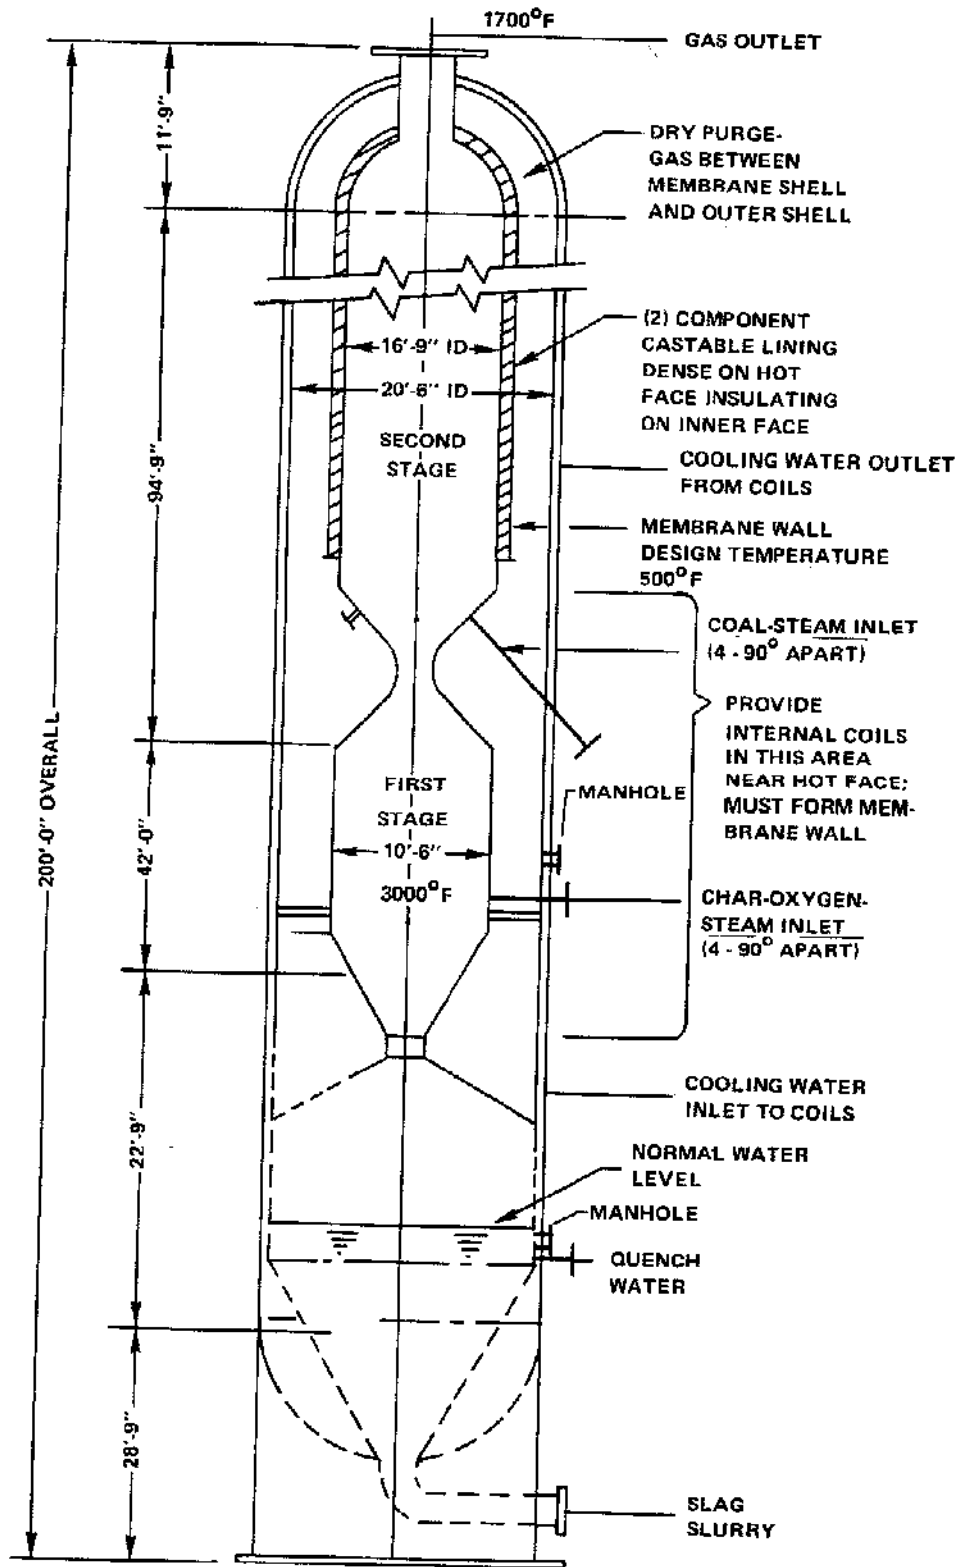 1700°F
GAS OUTLET
11'-9"
DRY PURGE-
GAS BETWEEN
MEMBRANE SHELL
AND OUTER SHELL
(2) COMPONENT
CASTABLE LINING
DENSE ON HOT
FACE INSULATING
ON INNER FACE
16'-9" ID
20'-6" ID
SECOND
STAGE
COOLING WATER OUTLET
FROM COILS
94'-9"
MEMBRANE WALL
DESIGN TEMPERATURE
500°F
COAL-STEAM INLET
(4 - 90° APART)
PROVIDE
INTERNAL COILS
IN THIS AREA
NEAR HOT FACE;
MUST FORM MEM-
BRANE WALL
200'-0" OVERALL
FIRST
STAGE
10'-6"
3000°F
MANHOLE
42'-0"
CHAR-OXYGEN-
STEAM INLET
(4 - 90° APART)
COOLING WATER
INLET TO COILS
22'-9"
NORMAL WATER
LEVEL
MANHOLE
QUENCH
WATER
28'-9"
SLAG
SLURRY